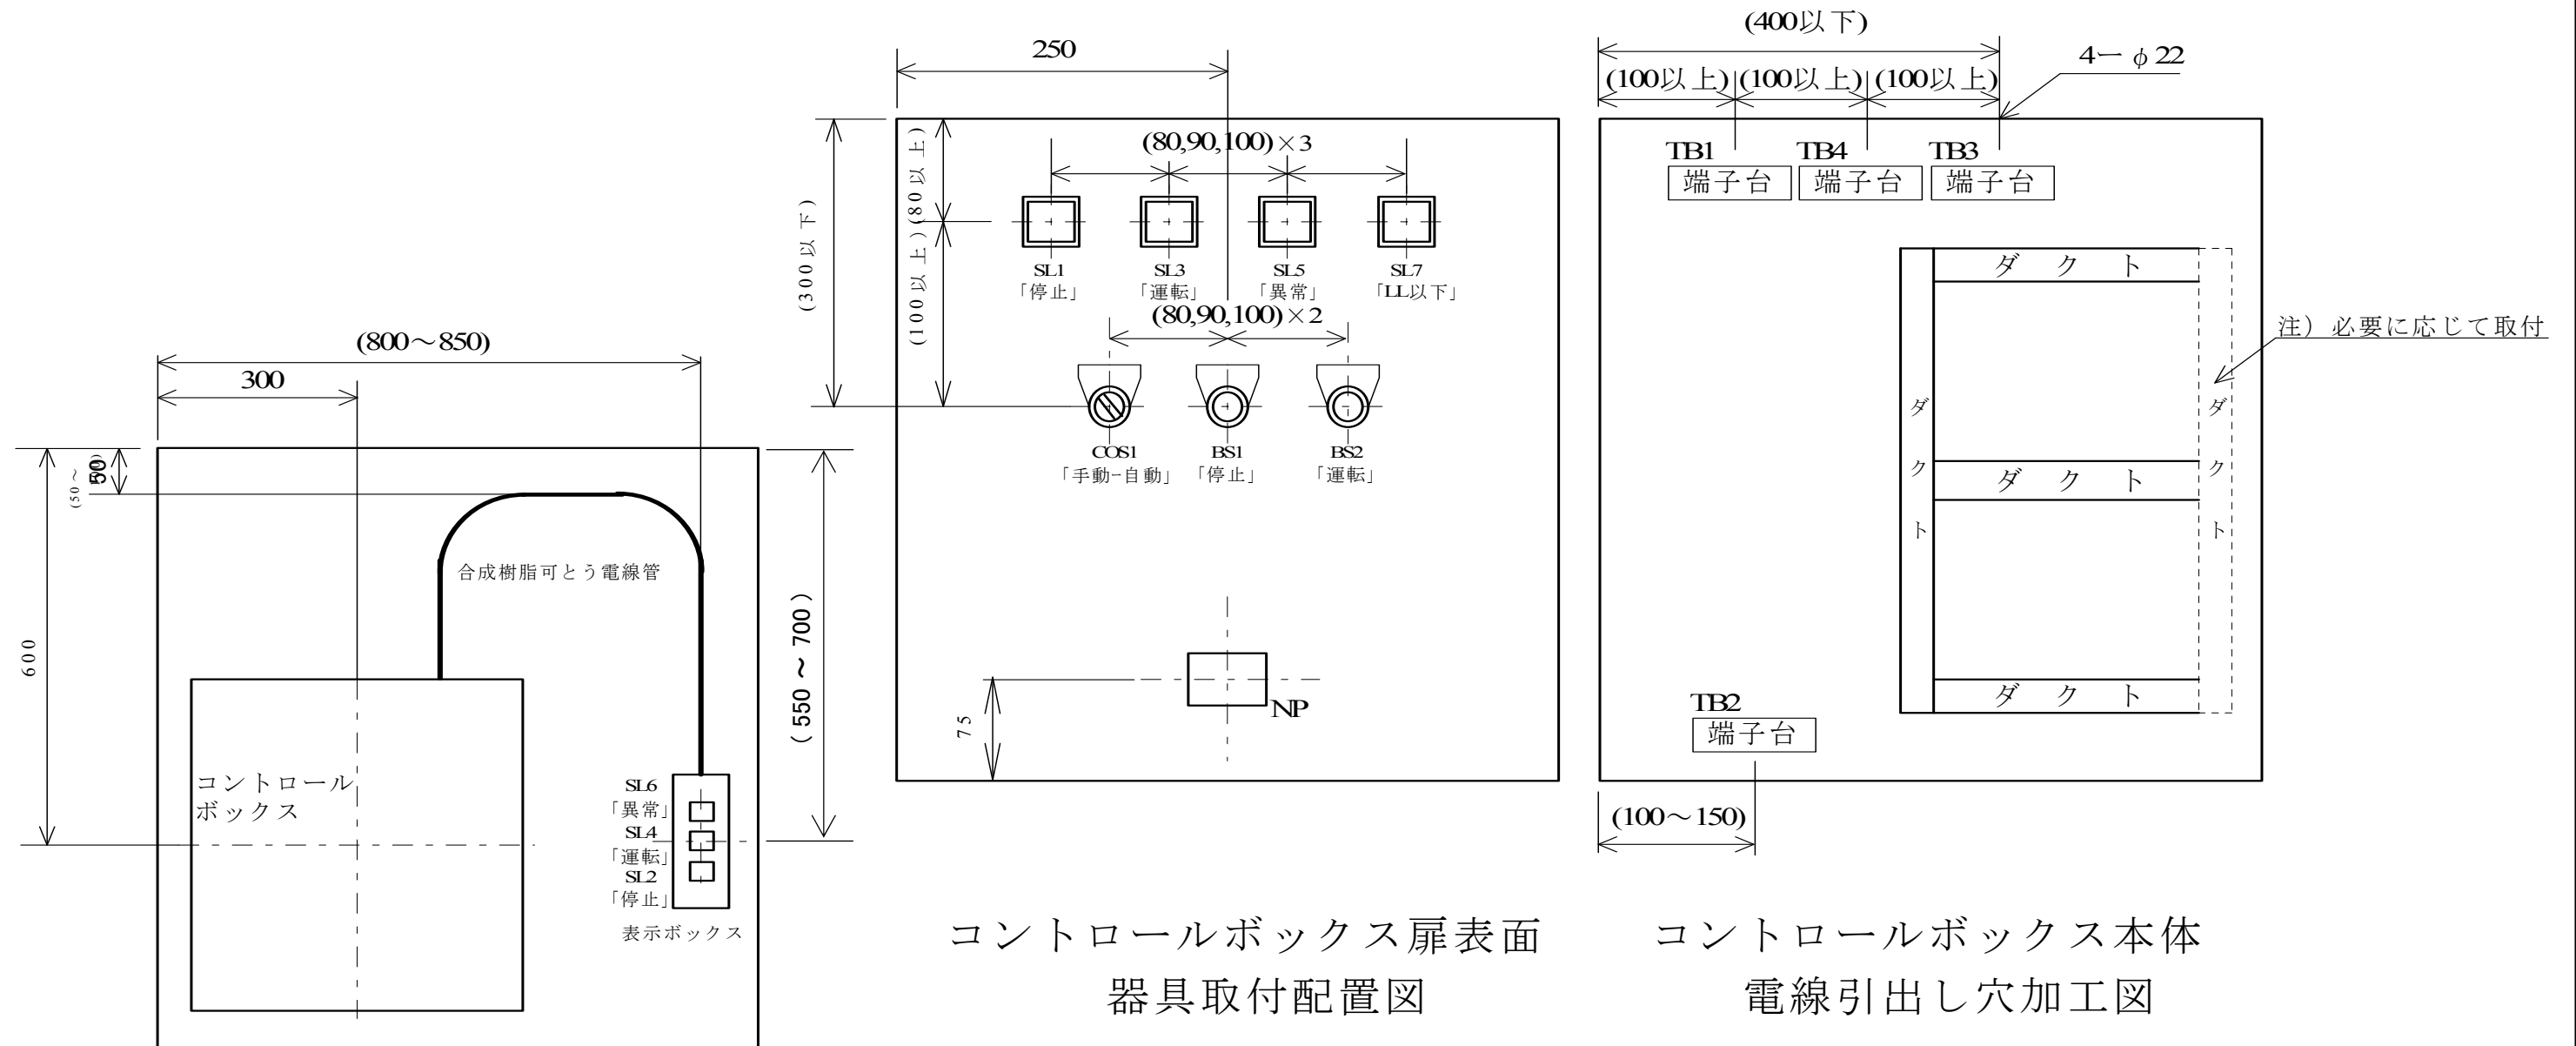 (800～850)
300
(50～
50
600
合成樹脂可とう電線管
(550～700)
コントロール
ボックス
SL6
「異常」
SL4
「運転」
SL2
「停止」
表示ボックス
250
(80,90,100)×3
(300以下)
(80以上)
(100以上)
SL1
「停止」
SL3
「運転」
SL5
「異常」
SL7
「LL以下」
(80,90,100)×2
COS1
「手動-自動」
BS1
「停止」
BS2
「運転」
75
NP
コントロールボックス扉表面
器具取付配置図
(400以下)
(100以上)
(100以上)
(100以上)
4ー φ22
TB1
端子台
TB4
端子台
TB3
端子台
ダクト
ダクト
ダクト
ダクト
ダクト
注）必要に応じて取付
TB2
端子台
(100～150)
コントロールボックス本体
電線引出し穴加工図